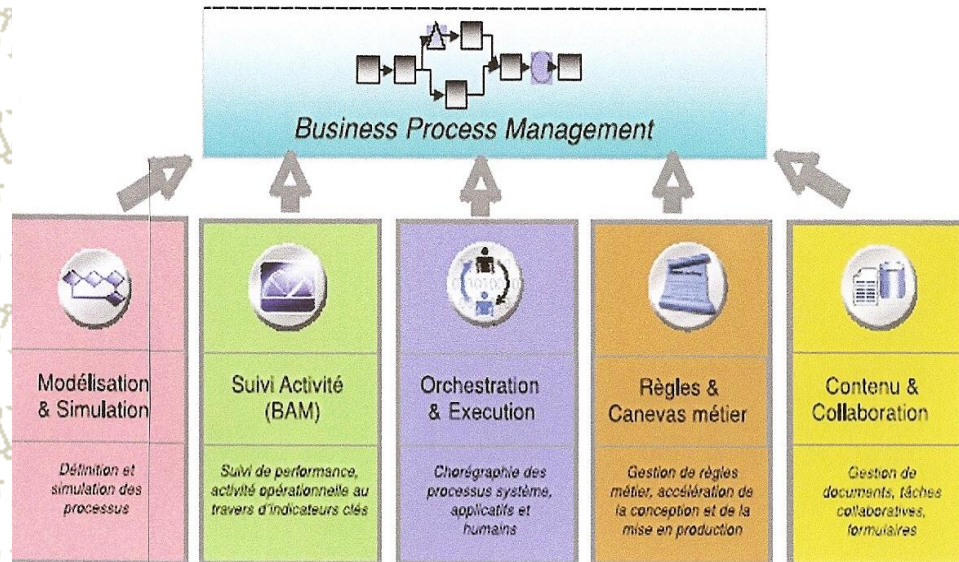 Business Process Management
Modélisation
& Simulation
Définition et
simulation des
processus
Suivi Activité
(BAM)
Suivi de performance,
activité opérationnelle au
travers d'indicateurs clés
Orchestration
& Execution
Chorégraphie des
processus système,
applicatifs et
humains
Règles &
Canevas métier
Gestion de règles
métier, accélération de
la conception et de la
mise en production
Contenu &
Collaboration
Gestion de
documents, tâches
collaboratives,
formulaires